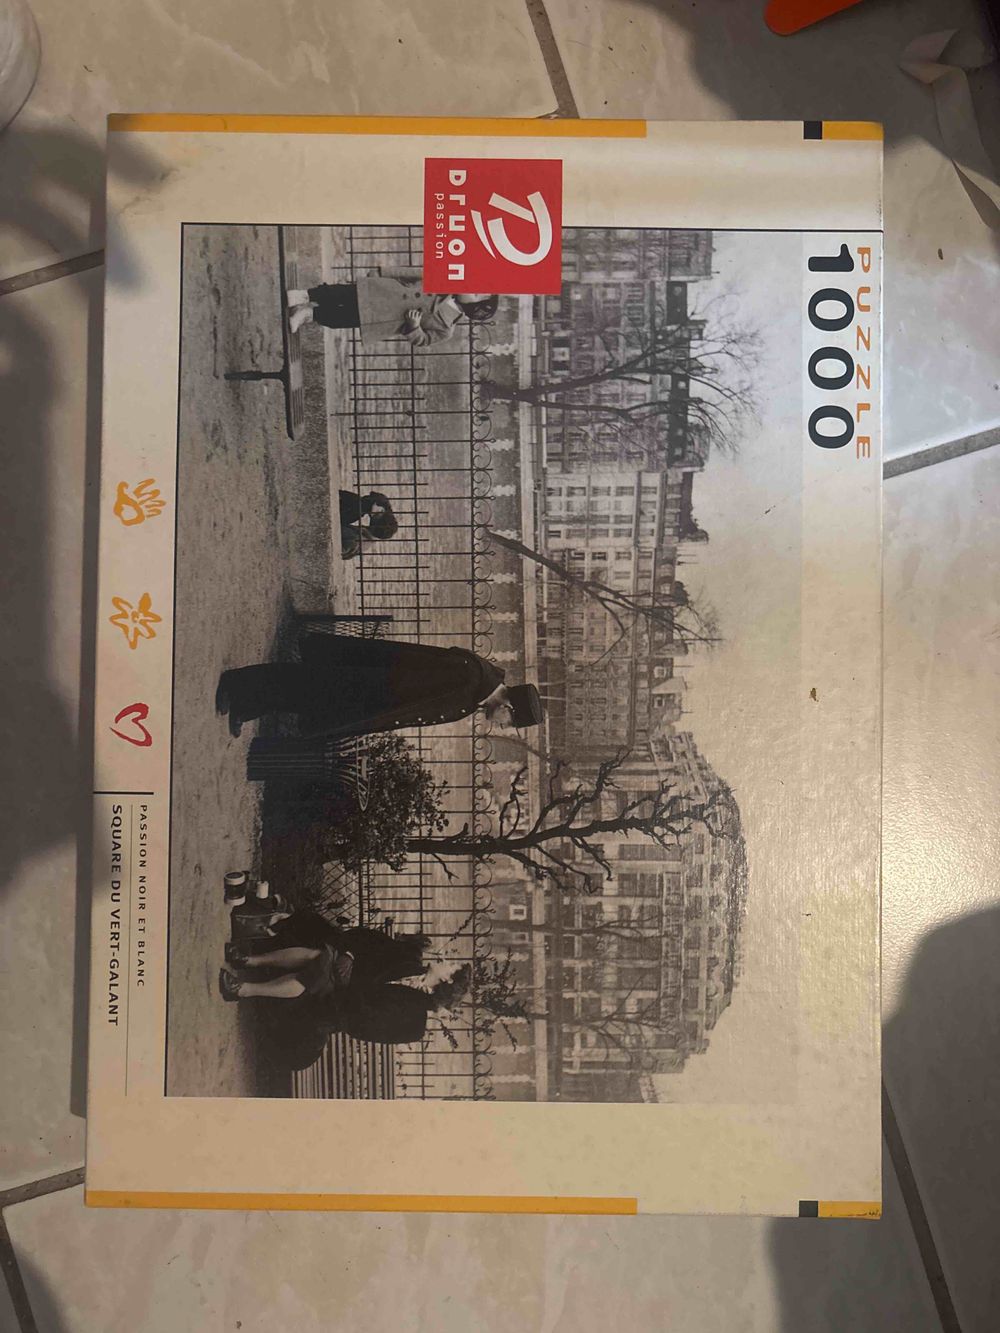 PUZZLE
1000
Druon
passion
PASSION NOIR ET BLANC
SQUARE DU VERT-GALANT